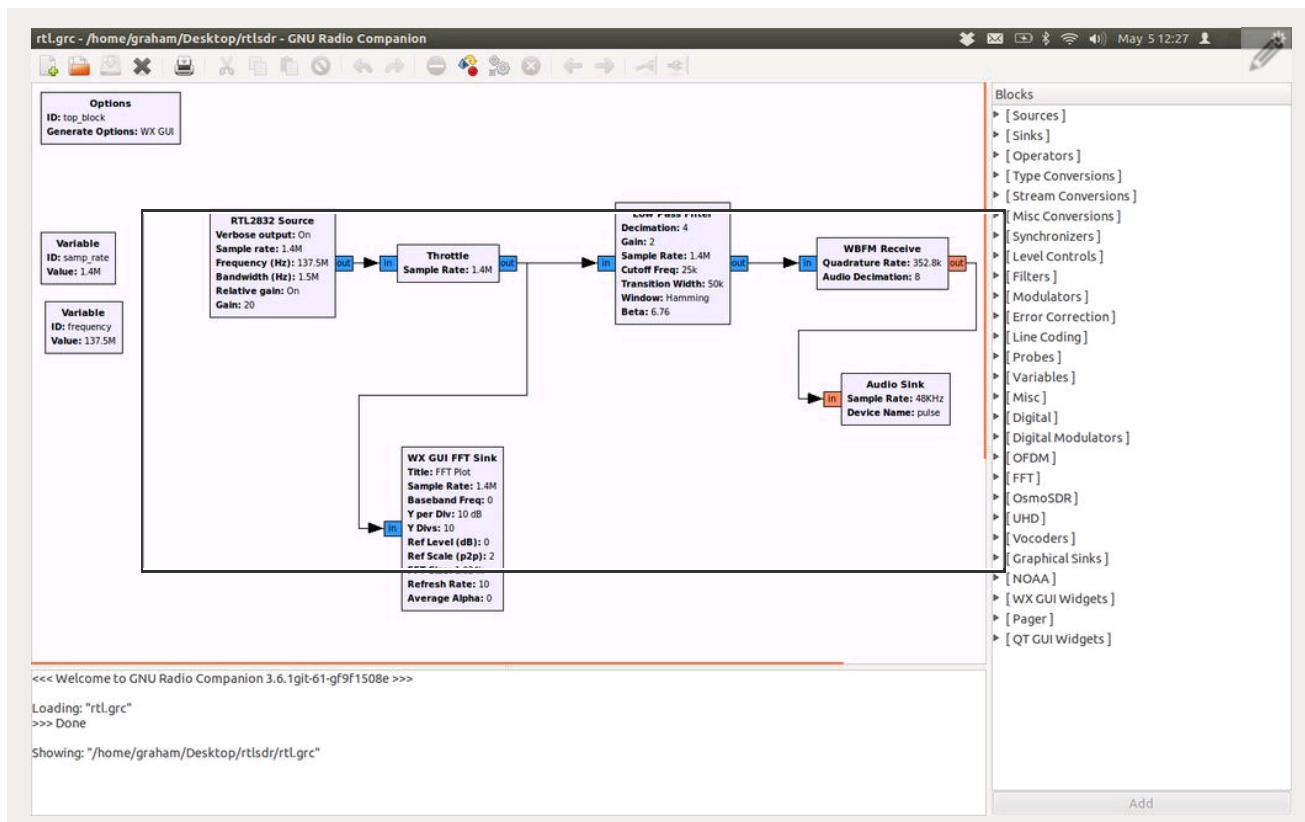 rtl.grc - /home/graham/Desktop/rtlsdr - GNU Radio Companion
May 5 12:27
Options
ID: top_block
Generate Options: WX GUI
Variable
ID: samp_rate
Value: 1.4M
Variable
ID: frequency
Value: 137.5M
RTL2832 Source
Verbose output: On
Sample rate: 1.4M
Frequency (Hz): 137.5M
Bandwidth (Hz): 1.5M
Relative gain: On
Gain: 20
out
in
Throttle
Sample Rate: 1.4M
out
in
Low Pass Filter
Decimation: 4
Gain: 2
Sample Rate: 1.4M
Cutoff Freq: 25k
Transition Width: 50k
Window: Hamming
Beta: 6.76
out
in
WBFM Receive
Quadrature Rate: 352.8k
Audio Decimation: 8
out
in
Audio Sink
Sample Rate: 48KHz
Device Name: pulse
in
WX GUI FFT Sink
Title: FFT Plot
Sample Rate: 1.4M
Baseband Freq: 0
Y per Div: 10 dB
Y Divs: 10
Ref Level (dB): 0
Ref Scale (p2p): 2
Refresh Rate: 10
Average Alpha: 0
Blocks
[ Sources ]
[ Sinks ]
[ Operators ]
[ Type Conversions ]
[ Stream Conversions ]
[ Misc Conversions ]
[ Synchronizers ]
[ Level Controls ]
[ Filters ]
[ Modulators ]
[ Error Correction ]
[ Line Coding ]
[ Probes ]
[ Variables ]
[ Misc ]
[ Digital ]
[ Digital Modulators ]
[ OFDM ]
[ FFT ]
[ OsmoSDR ]
[ UHD ]
[ Vocoders ]
[ Graphical Sinks ]
[ NOAA ]
[ WX GUI Widgets ]
[ Pager ]
[ QT GUI Widgets ]
Add
<<< Welcome to GNU Radio Companion 3.6.1git-61-gf9f1508e >>>
Loading: "rtl.grc"
>>> Done
Showing: "/home/graham/Desktop/rtlsdr/rtl.grc"